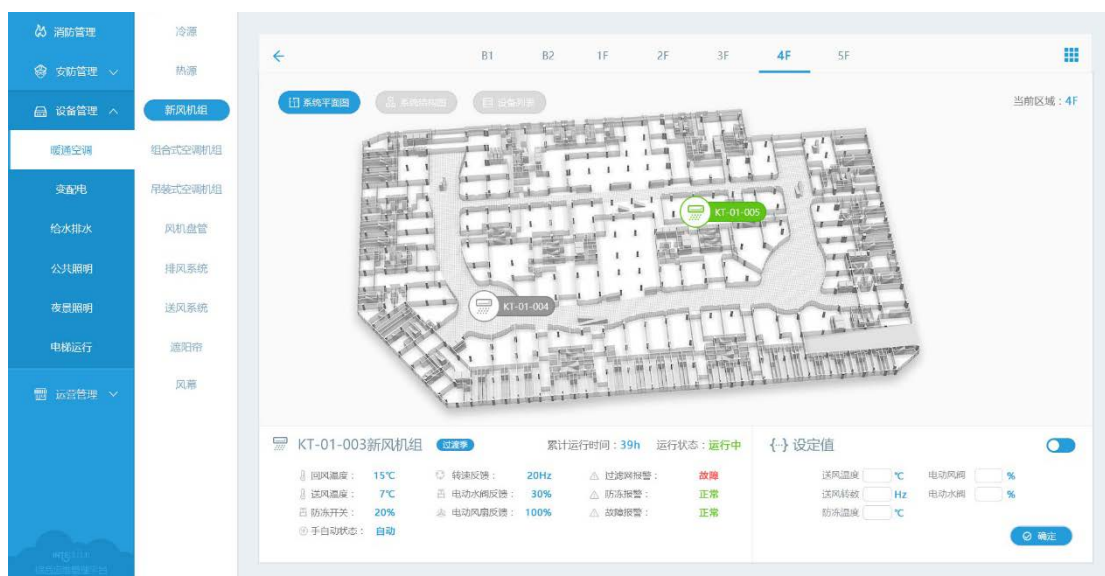 消防管理
安防管理
设备管理
暖通空调
变配电
给水排水
公共照明
夜景照明
电梯运行
运营管理
冷源
热源
新风机组
组合式空调机组
吊装式空调机组
风机盘管
排风系统
送风系统
遮阳帘
风幕
B1 B2 1F 2F 3F 4F 5F
系统平面图 系统结构图 设备列表
当前区域：4F
KT-01-005
KT-01-004
KT-01-003新风机组 过渡季 累计运行时间：39h 运行状态：运行中
回风温度： 15℃ 转速反馈： 20Hz 过滤网报警： 故障
送风温度： 7℃ 电动水阀反馈： 30% 防冻报警： 正常
防冻开关： 20% 电动风扇反馈： 100% 故障报警： 正常
手自动状态： 自动
{··} 设定值
送风温度 ℃ 电动风阀 %
送风转数 Hz 电动水阀 %
防冻温度 ℃
确定